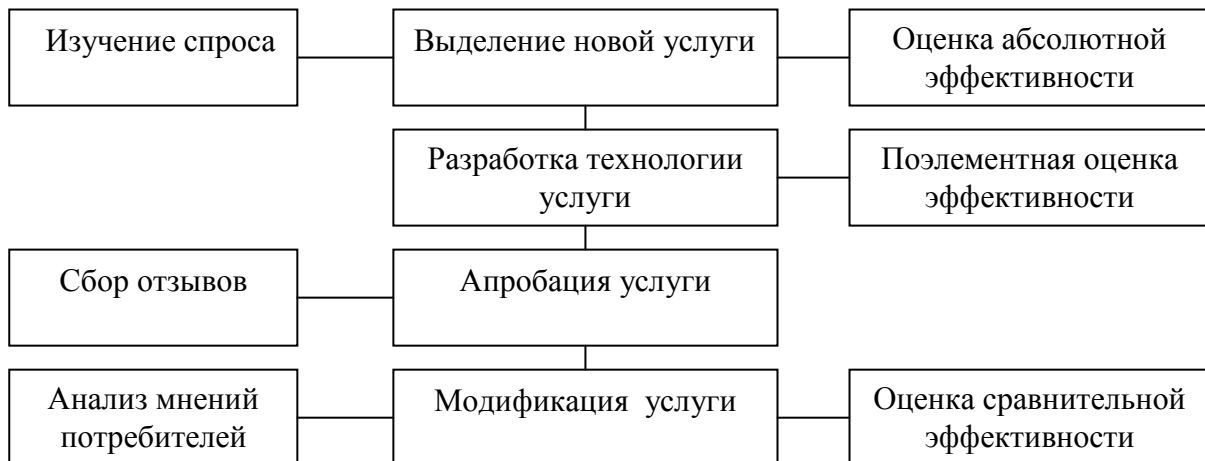 Изучение спроса
Выделение новой услуги
Оценка абсолютной
эффективности
Разработка технологии
услуги
Поэлементная оценка
эффективности
Сбор отзывов
Апробация услуги
Анализ мнений
потребителей
Модификация услуги
Оценка сравнительной
эффективности